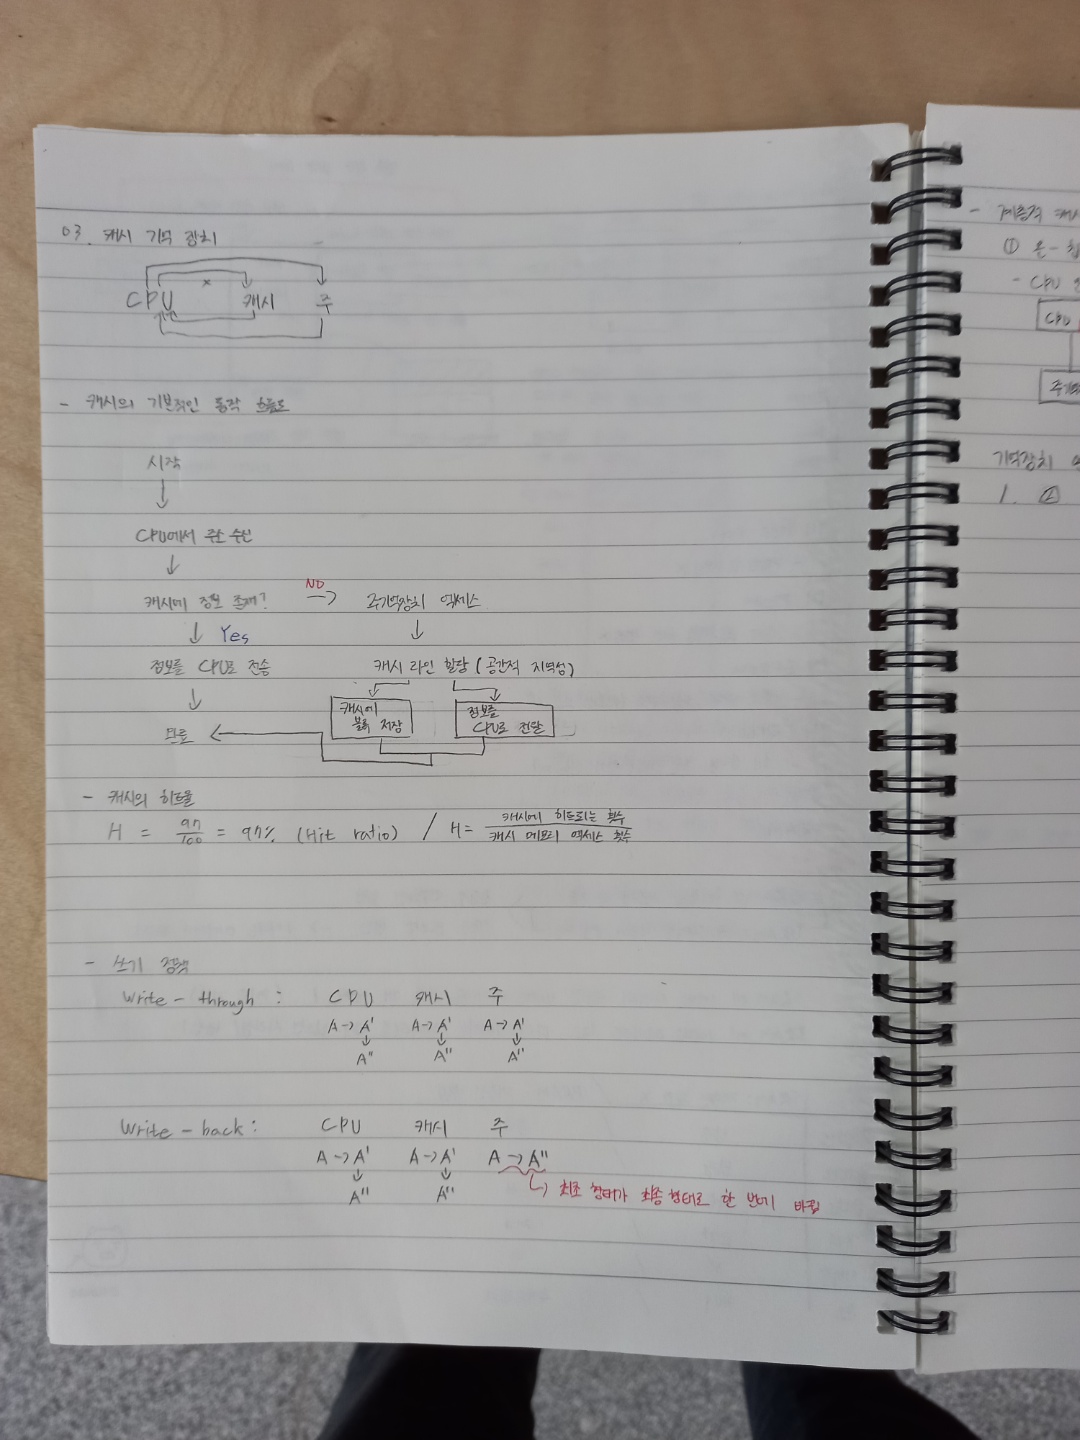 03. 캐시 기억 장치
×
CPU 캐시 주
- 캐시의 기본적인 동작 흐름도
시작
CPU에서 주소 수신
캐시에 정보 존재? NO → 주기억장치 엑세스
Yes
정보를 CPU로 전송 캐시 라인 할당 (공간적 지역성)
캐시에 블록 저장 정보를 CPU로 전달
완료
- 캐시의 히트율
H = 97/100 = 97% (Hit ratio) / H = 캐시에 히트되는 횟수/캐시 메모리 엑세스 횟수
- 쓰기 정책
Write - through : CPU 캐시 주
A → A' A → A' A → A'
A" A" A"
Write - back : CPU 캐시 주
A → A' A → A' A → A"
A" A" 최초 형태가 최종 형태로 한 번에 바뀜
- 계층적 캐시
① 온-칩
- CPU
CPU
주기억
기억장치
1. ②